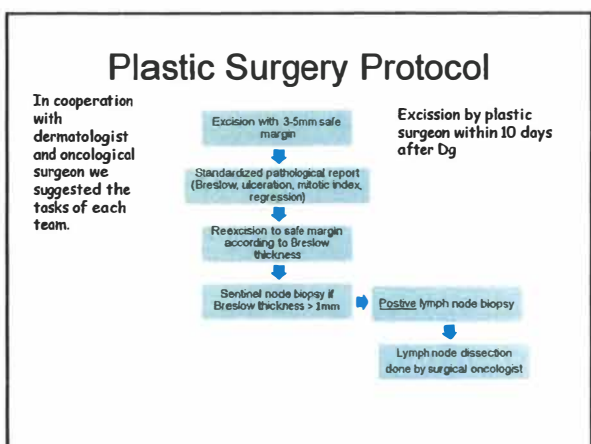 Plastic Surgery Protocol
In cooperation
with
dermatologist
and oncological
surgeon we
suggested the
tasks of each
team.
Excision with 3-5mm safe
margin
Excission by plastic
surgeon within 10 days
after Dg
Standardized pathological report
(Breslow, ulceration, mitotic index,
regression)
Reexcision to safe margin
according to Breslow
thickness
Sentinel node biopsy if
Breslow thickness > 1mm
Postive lymph node biopsy
Lymph node dissection
done by surgical oncologist